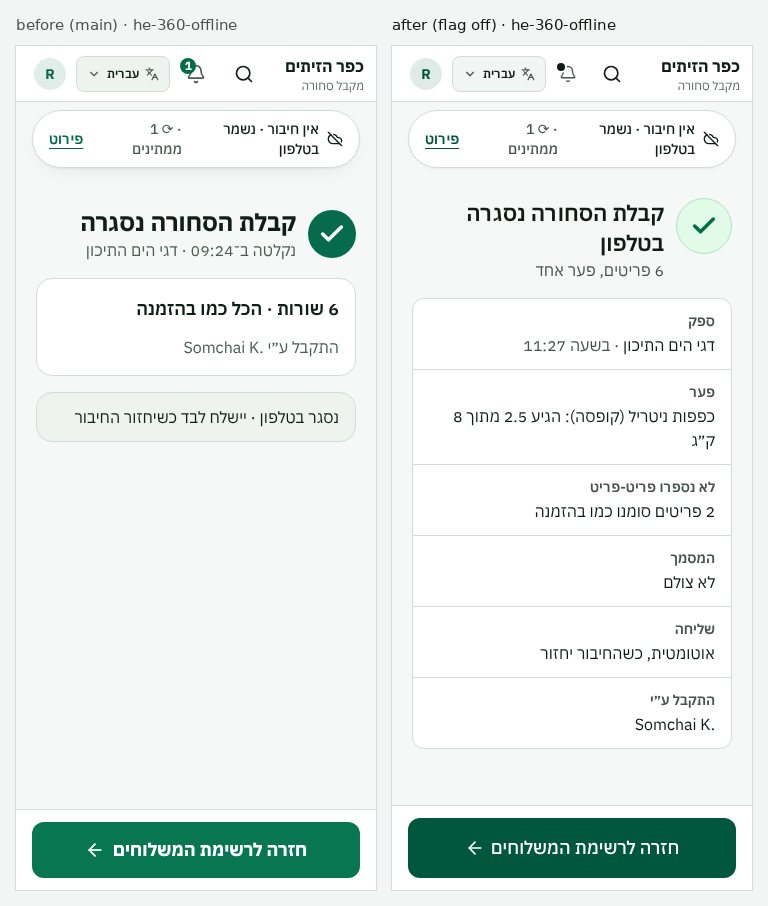 before (main) · he-360-offline
כפר הזיתים
מקבל סחורה
1
עברית
R
אין חיבור · נשמר בטלפון
· ⟳ 1 ממתינים
פירוט
קבלת הסחורה נסגרה
נקלטה ב־09:24 · דגי הים התיכון
6 שורות · הכל כמו בהזמנה
התקבל ע״י Somchai K.
נסגר בטלפון · יישלח לבד כשיחזור החיבור
חזרה לרשימת המשלוחים ←
after (flag off) · he-360-offline
כפר הזיתים
מקבל סחורה
עברית
R
אין חיבור · נשמר בטלפון
· ⟳ 1 ממתינים
פירוט
קבלת הסחורה נסגרה
בטלפון
6 פריטים, פער אחד
ספק
דגי הים התיכון · בשעה 11:27
פער
כפפות ניטריל (קופסה): הגיע 2.5 מתוך 8
ק״ג
לא נספרו פריט-פריט
2 פריטים סומנו כמו בהזמנה
המסמך
לא צולם
שליחה
אוטומטית, כשהחיבור יחזור
התקבל ע״י
Somchai K.
חזרה לרשימת המשלוחים ←